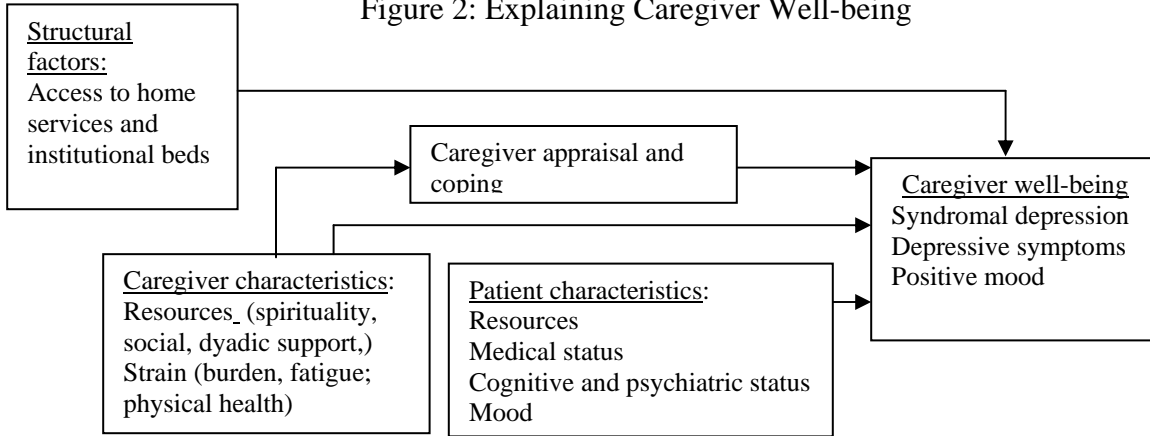 Figure 2: Explaining Caregiver Well-being
Structural
factors:
Access to home
services and
institutional beds
Caregiver appraisal and
coping
Caregiver well-being
Syndromal depression
Depressive symptoms
Positive mood
Caregiver characteristics:
Resources (spirituality,
social, dyadic support,)
Strain (burden, fatigue;
physical health)
Patient characteristics:
Resources
Medical status
Cognitive and psychiatric status
Mood